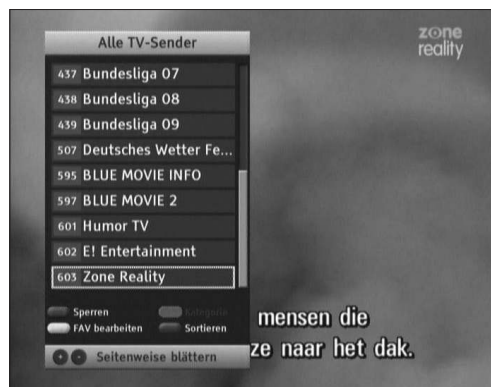 zone
reality
Alle TV-Sender
437 Bundesliga 07
438 Bundesliga 08
439 Bundesliga 09
507 Deutsches Wetter Fe...
595 BLUE MOVIE INFO
597 BLUE MOVIE 2
601 Humor TV
602 E! Entertainment
603 Zone Reality
Sperren Kategorie
FAV bearbeiten Sortieren
Seitenweise blättern
mensen die
ze naar het dak.